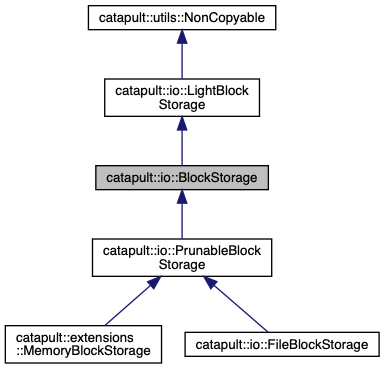 catapult::utils::NonCopyable
catapult::io::LightBlock
Storage
catapult::io::BlockStorage
catapult::io::PrunableBlock
Storage
catapult::extensions
::MemoryBlockStorage
catapult::io::FileBlockStorage